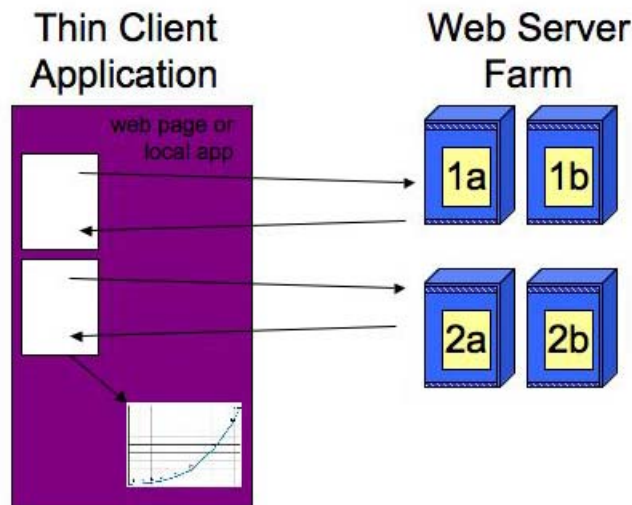 Thin Client
Application
Web Server
Farm
web page or
local app
1a
1b
2a
2b